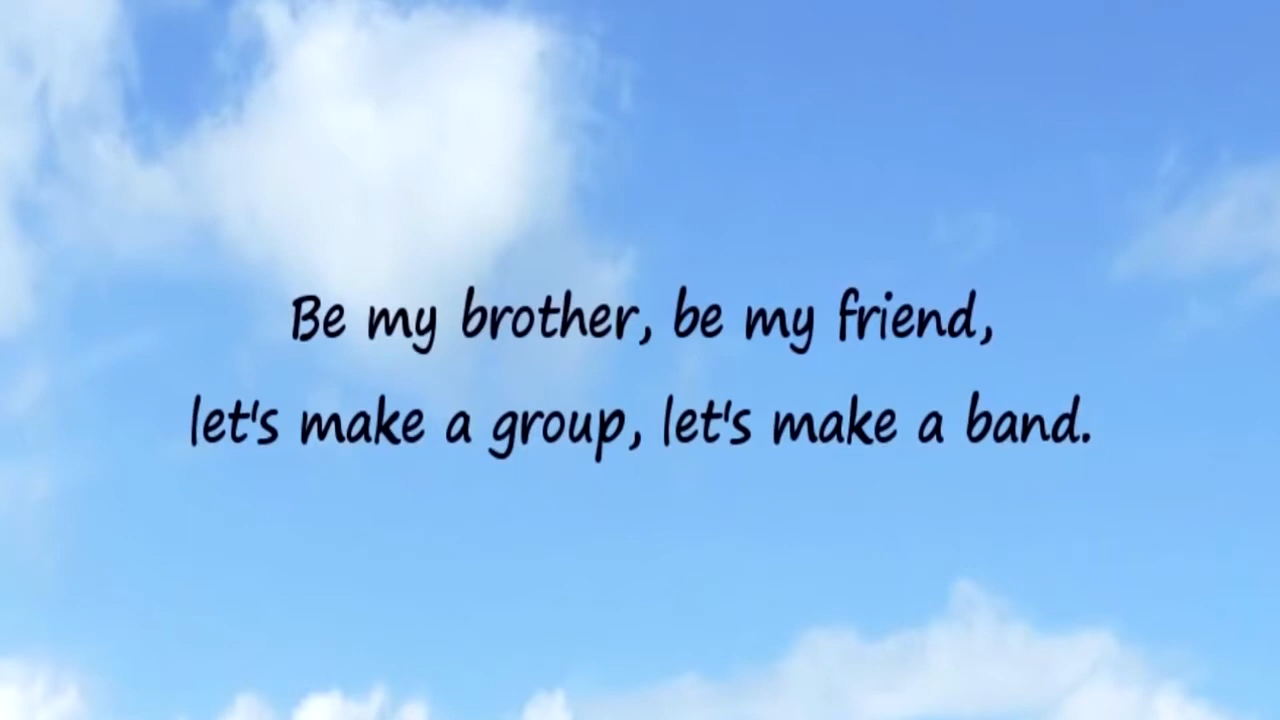 Be my brother, be my friend,
let's make a group, let's make a band.